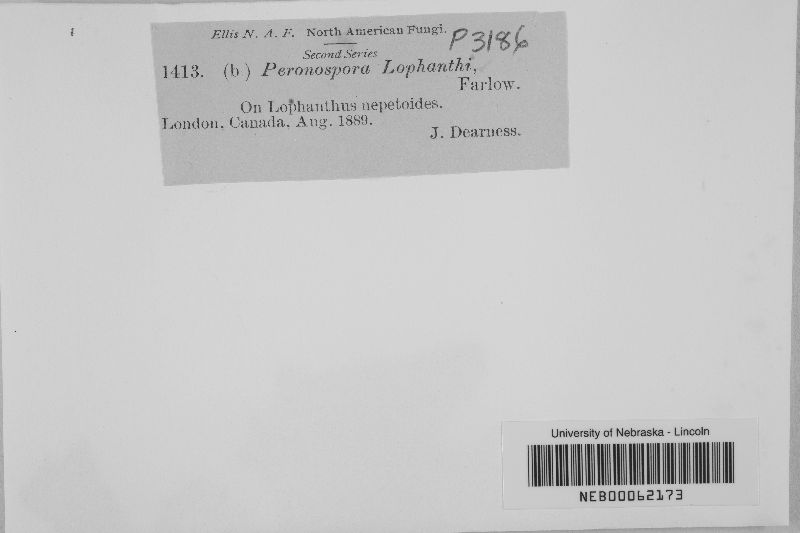 Ellis N. A. F. North American Fungi.
P3186
Second Series
1413. (b) Peronospora Lophanthi,
Farlow.
On Lophanthus nepetoides.
London, Canada, Aug. 1889.
J. Dearness.
University of Nebraska - Lincoln
NEB00062173